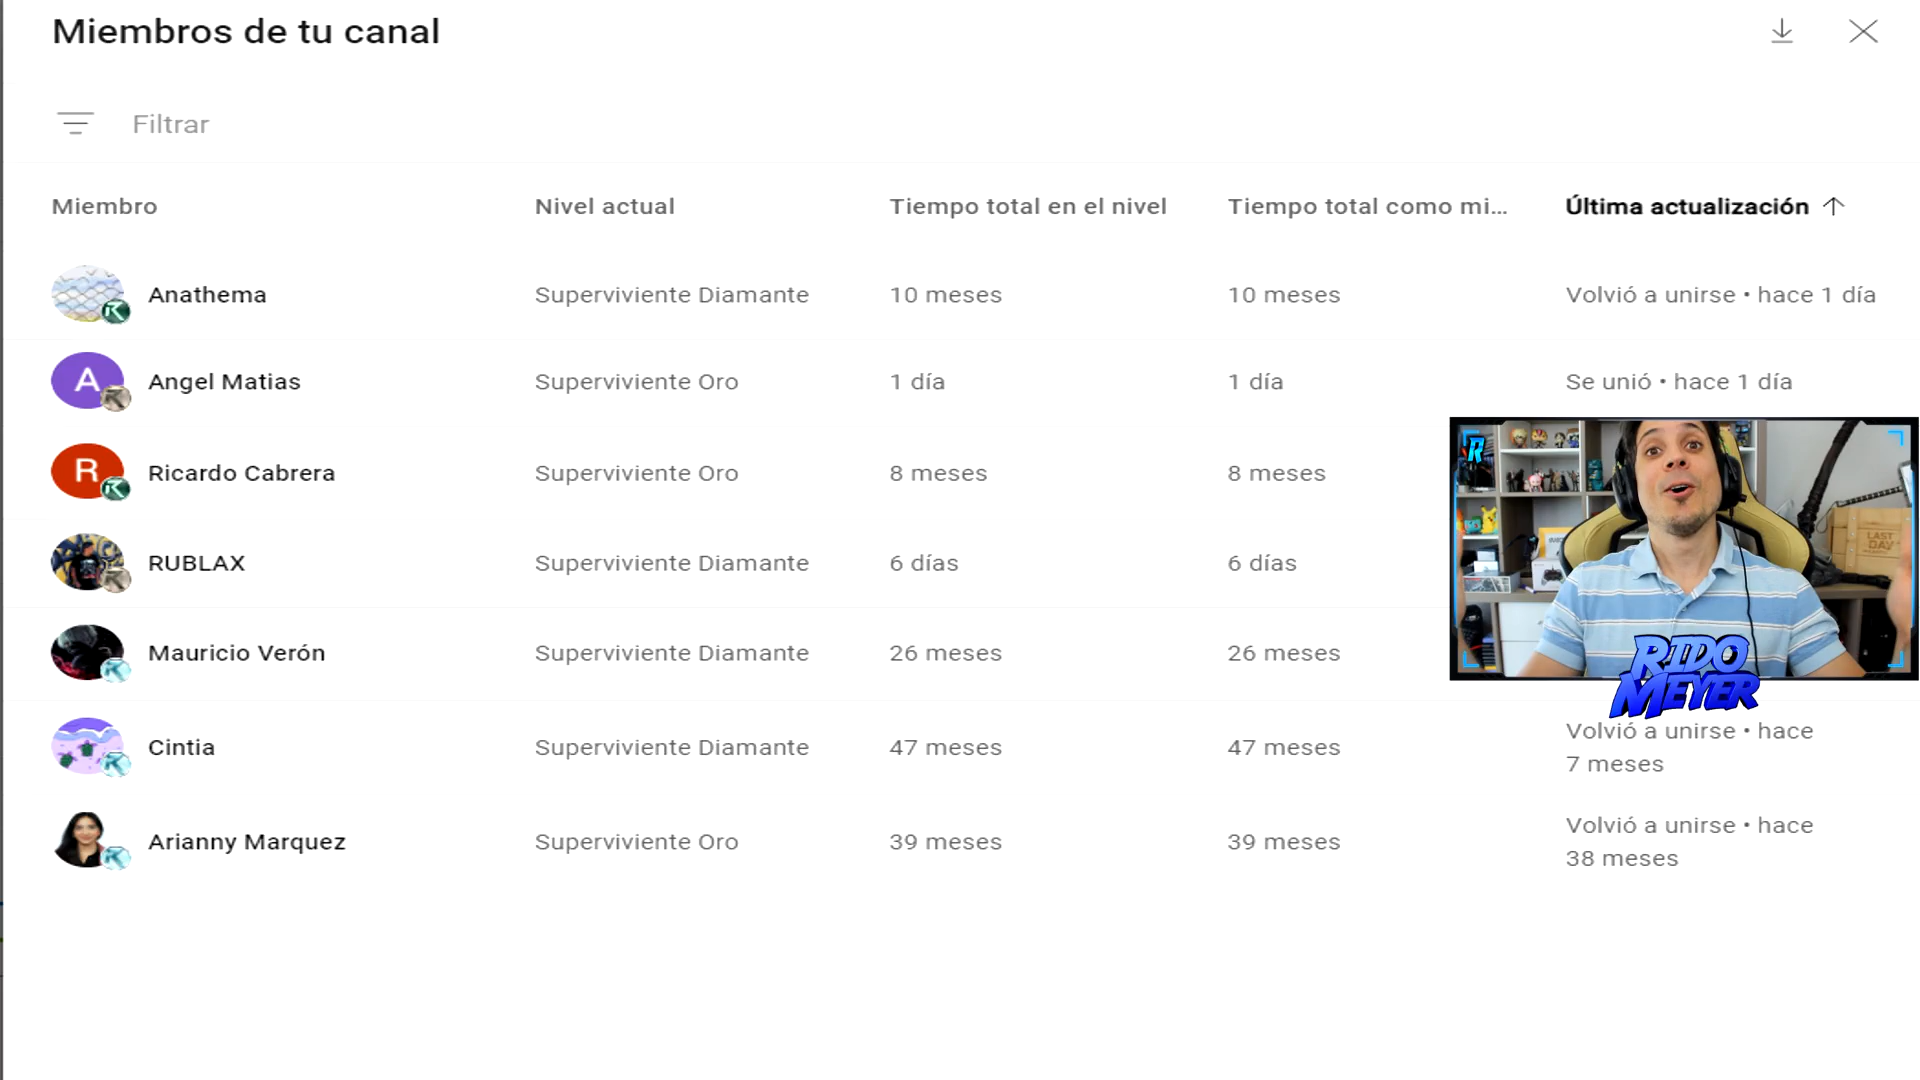 Miembros de tu canal
Filtrar
Miembro Nivel actual Tiempo total en el nivel Tiempo total como mi... Última actualización
Anathema Superviviente Diamante 10 meses 10 meses Volvió a unirse • hace 1 día
A Angel Matias Superviviente Oro 1 día 1 día Se unió • hace 1 día
R Ricardo Cabrera Superviviente Oro 8 meses 8 meses
RUBLAX Superviviente Diamante 6 días 6 días
LAST
DAY
Mauricio Verón Superviviente Diamante 26 meses 26 meses
RIDO
MEYER
Cintia Superviviente Diamante 47 meses 47 meses Volvió a unirse • hace
7 meses
Arianny Marquez Superviviente Oro 39 meses 39 meses Volvió a unirse • hace
38 meses